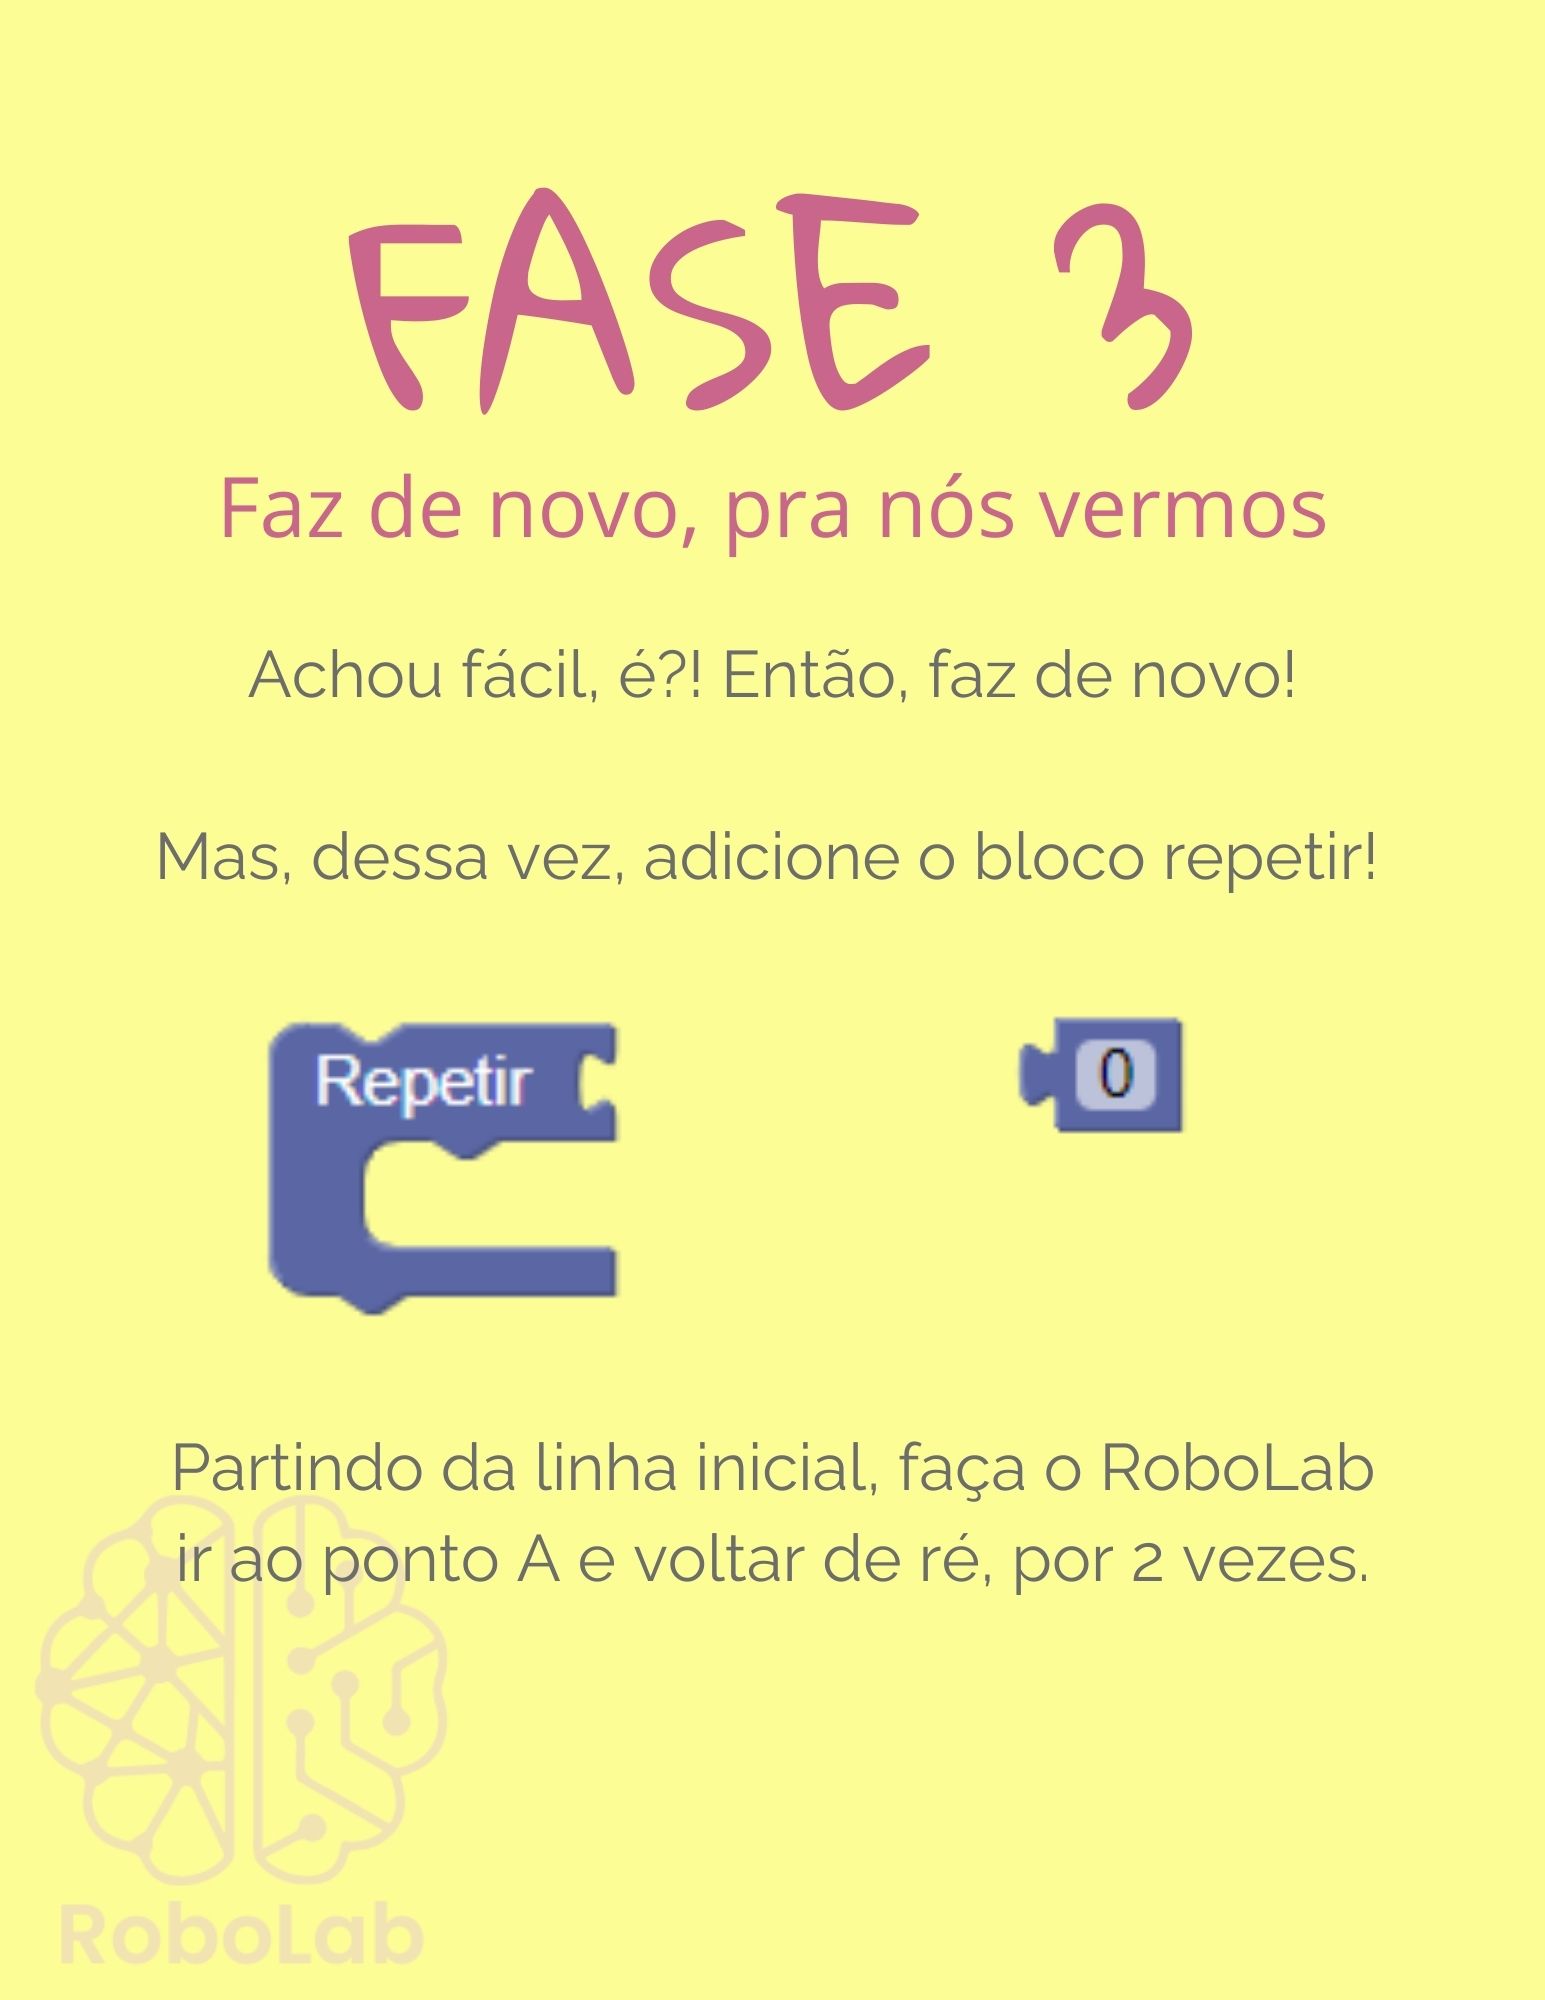 FASE 3
Faz de novo, pra nós vermos
Achou fácil, é?! Então, faz de novo!
Mas, dessa vez, adicione o bloco repetir!
Repetir
0
Partindo da linha inicial, faça o RoboLab
ir ao ponto A e voltar de ré, por 2 vezes.
RoboLab